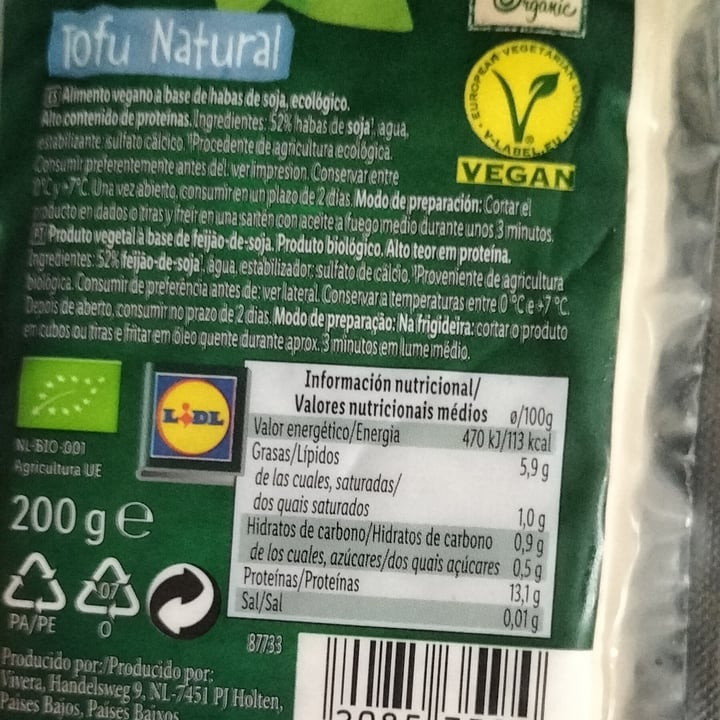 Organic
Tofu Natural
EUROPEAN VEGETARIAN UNION
V-LABEL.EU
VEGAN
ES Alimento vegano a base de habas de soja, ecológico.
Alto contenido de proteínas. Ingredientes: 52% habas de soja¹, agua,
estabilizante: sulfato cálcico. ¹Procedente de agricultura ecológica.
Consumir preferentemente antes del: ver impresión. Conservar entre
0°C y +7°C. Una vez abierto, consumir en un plazo de 2 días. Modo de preparación: Cortar el
producto en dados o tiras y freír en una sartén con aceite a fuego medio durante unos 3 minutos.
PT Produto vegetal à base de feijão-de-soja. Produto biológico. Alto teor em proteína.
Ingredientes: 52% feijão-de-soja¹, água, estabilizador: sulfato de cálcio. ¹Proveniente de agricultura
biológica. Consumir de preferência antes de: ver lateral. Conservar a temperaturas entre 0 °C e +7 °C.
Depois de aberto, consumir no prazo de 2 dias. Modo de preparação: Na frigideira: cortar o produto
em cubos ou tiras e fritar em óleo quente durante aprox. 3 minutos em lume médio.
LIDL
NL-BIO-001
Agricultura UE
200 g e
PA/PE
07
O
Información nutricional/
Valores nutricionais médios ø/100g
Valor energético/Energia 470 kJ/113 kcal
Grasas/Lípidos 5,9 g
de las cuales, saturadas/
dos quais saturados 1,0 g
Hidratos de carbono/Hidratos de carbono 0,9 g
de los cuales, azúcares/dos quais açúcares 0,5 g
Proteínas/Proteínas 13,1 g
Sal/Sal 0,01 g
87733
Producido por:/Producido por:
Vivera, Handelsweg 9, NL-7451 PJ Holten,
Países Bajos, Países Baixos